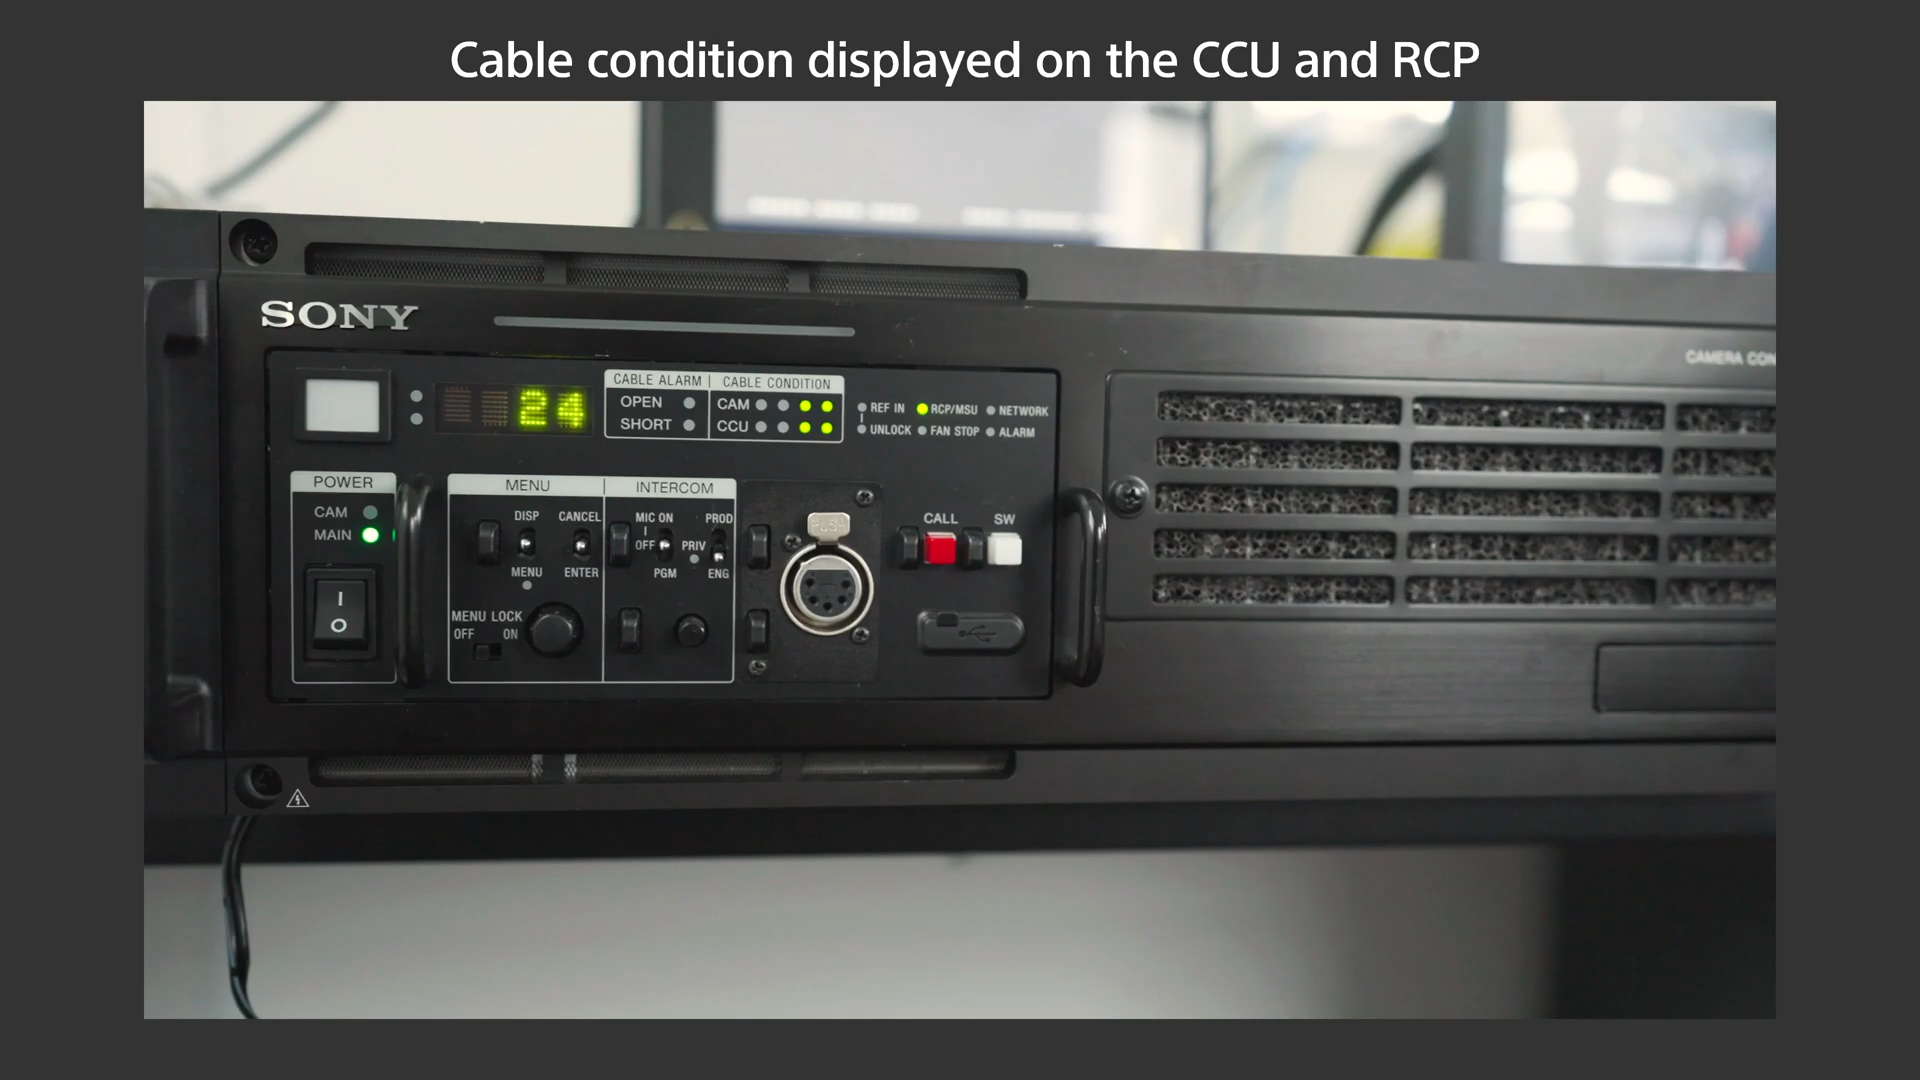 Cable condition displayed on the CCU and RCP
SONY
CAMERA CON
24
CABLE ALARM | CABLE CONDITION
OPEN
CAM
SHORT
CCU
REF IN
RCP/MSU
NETWORK
UNLOCK
FAN STOP
ALARM
POWER
CAM
MAIN
I
O
MENU
INTERCOM
DISP
CANCEL
MIC ON
PROD
OFF
PRIV
MENU
ENTER
PGM
ENG
MENU LOCK
OFF ON
PUSH
CALL
SW